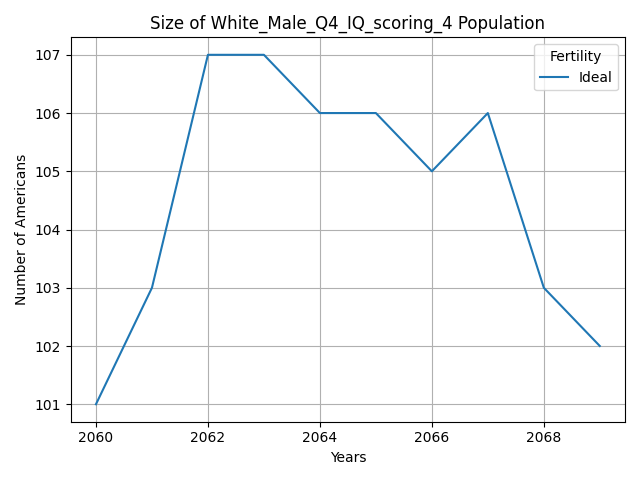 Size of White_Male_Q4_IQ_scoring_4 Population
Fertility
Ideal
Number of Americans
107
106
105
104
103
102
101
2060 2062 2064 2066 2068
Years